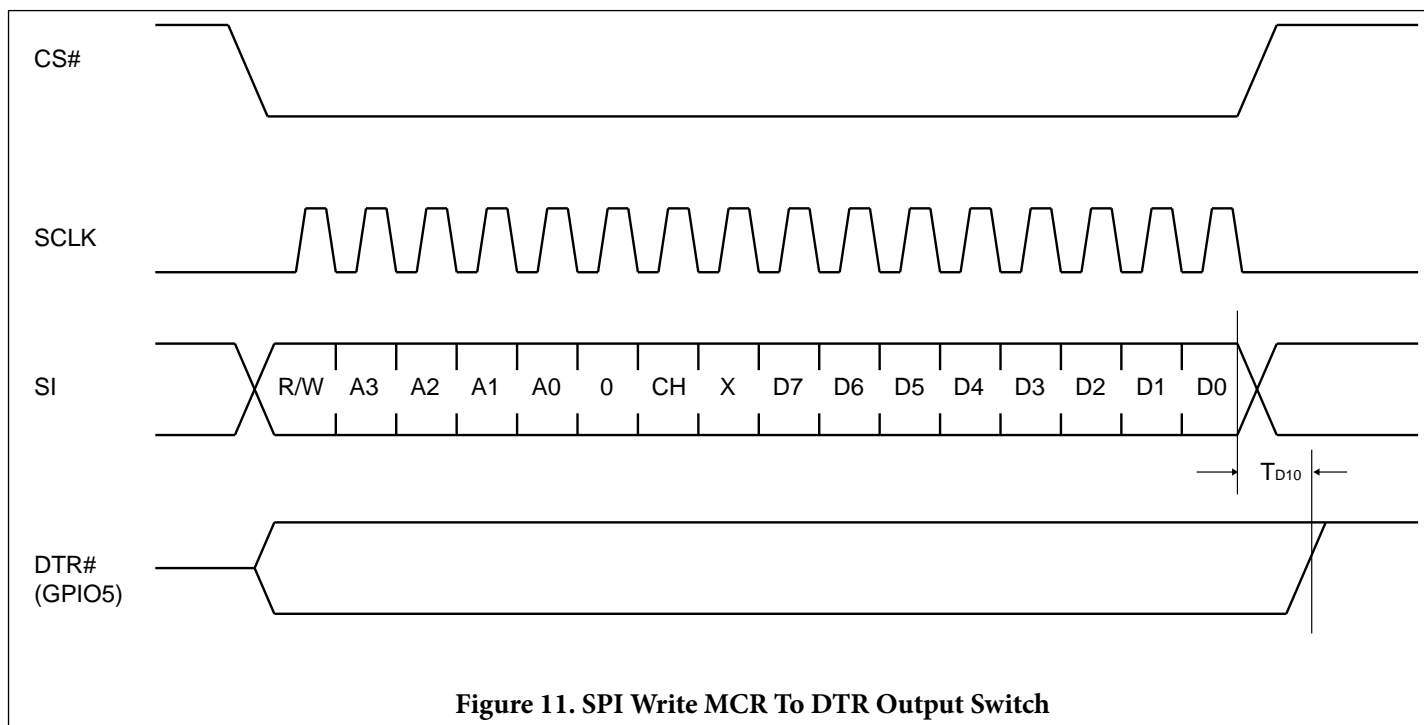 CS#
SCLK
SI
R/W A3 A2 A1 A0 0 CH X D7 D6 D5 D4 D3 D2 D1 D0
TD10
DTR#
(GPIO5)
Figure 11. SPI Write MCR To DTR Output Switch